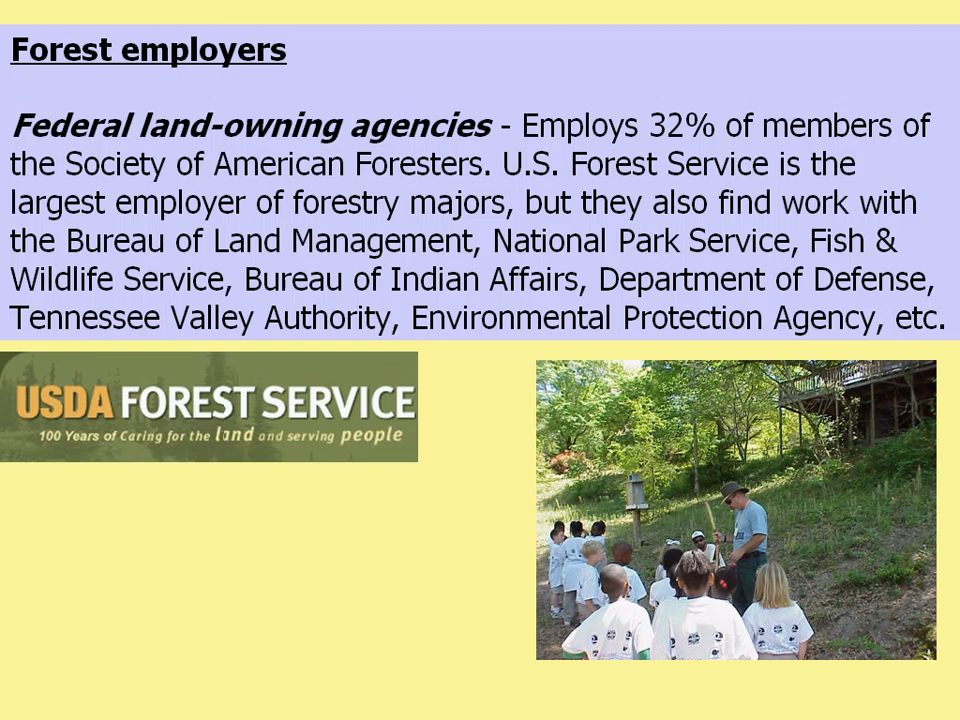 Forest employers
Federal land-owning agencies - Employs 32% of members of
the Society of American Foresters. U.S. Forest Service is the
largest employer of forestry majors, but they also find work with
the Bureau of Land Management, National Park Service, Fish &
Wildlife Service, Bureau of Indian Affairs, Department of Defense,
Tennessee Valley Authority, Environmental Protection Agency, etc.
USDA FOREST SERVICE
100 Years of Caring for the land and serving people